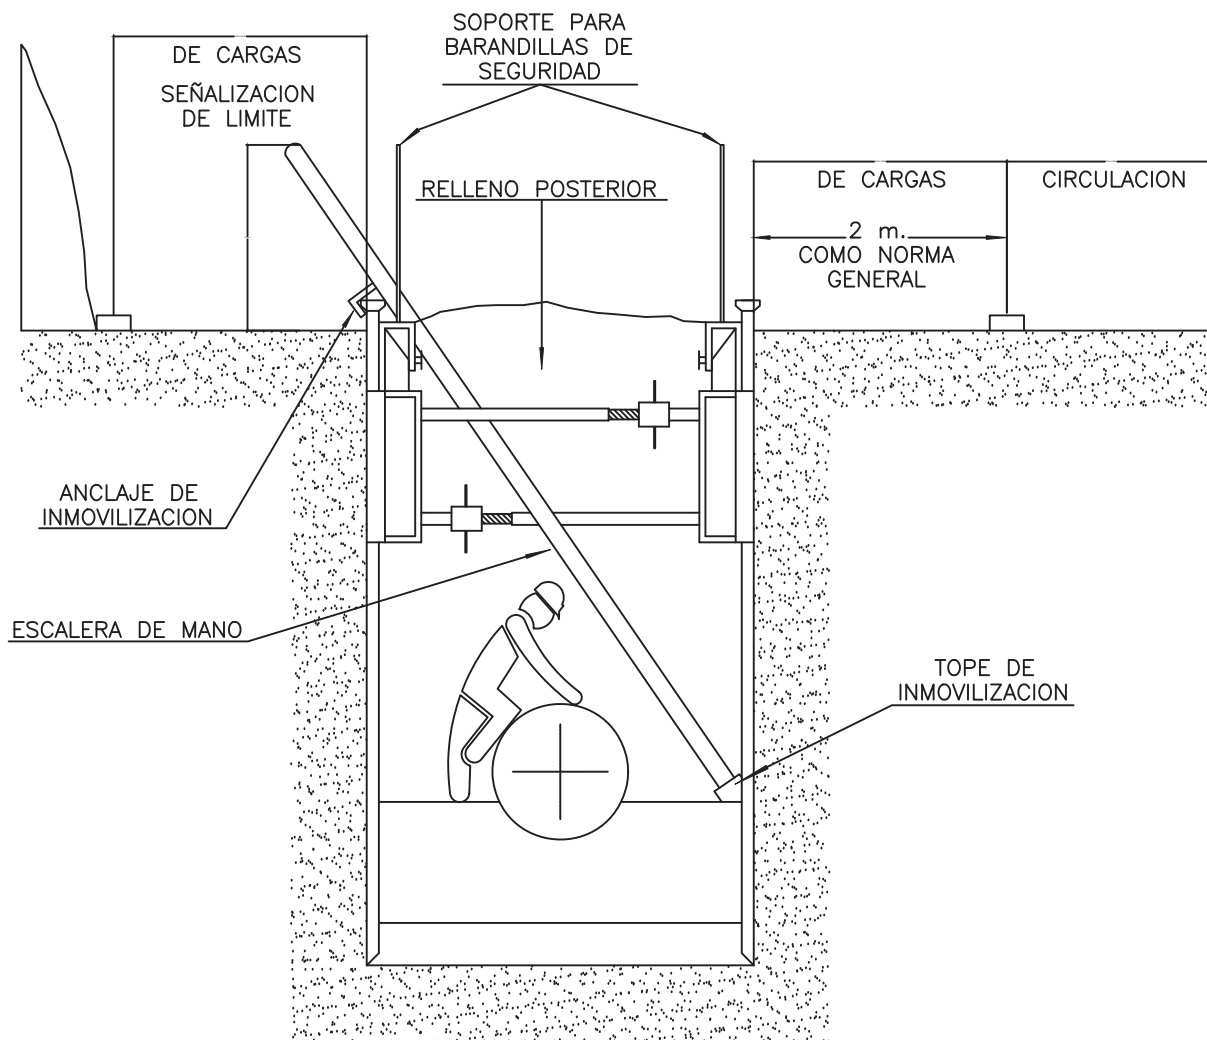 SOPORTE PARA
BARANDILLAS DE
SEGURIDAD
DE CARGAS
SEÑALIZACION
DE LIMITE
RELLENO POSTERIOR
DE CARGAS
CIRCULACION
2 m.
COMO NORMA
GENERAL
ANCLAJE DE
INMOVILIZACION
ESCALERA DE MANO
TOPE DE
INMOVILIZACION